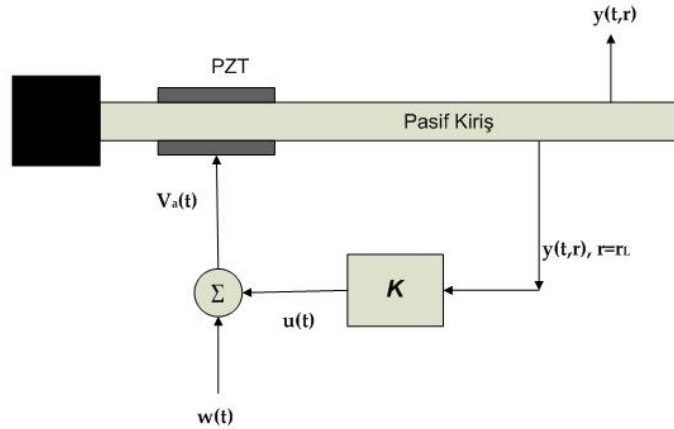 y(t,r)
PZT
Pasif Kiriş
Va(t)
y(t,r), r=rL
K
Σ
u(t)
w(t)